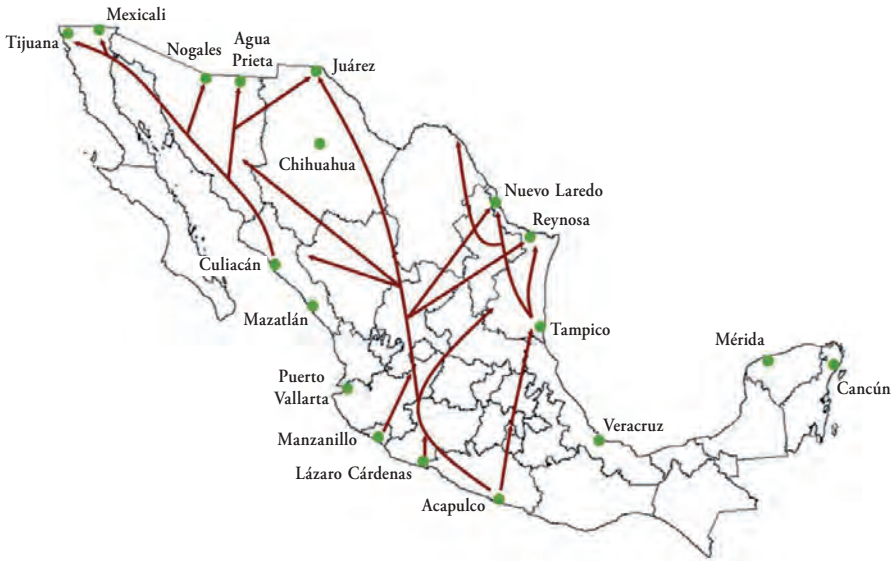 Mexicali
Tijuana
Nogales
Agua
Prieta
Juárez
Chihuahua
Nuevo Laredo
Reynosa
Culiacán
Mazatlán
Tampico
Mérida
Cancún
Puerto
Vallarta
Manzanillo
Veracruz
Lázaro Cárdenas
Acapulco